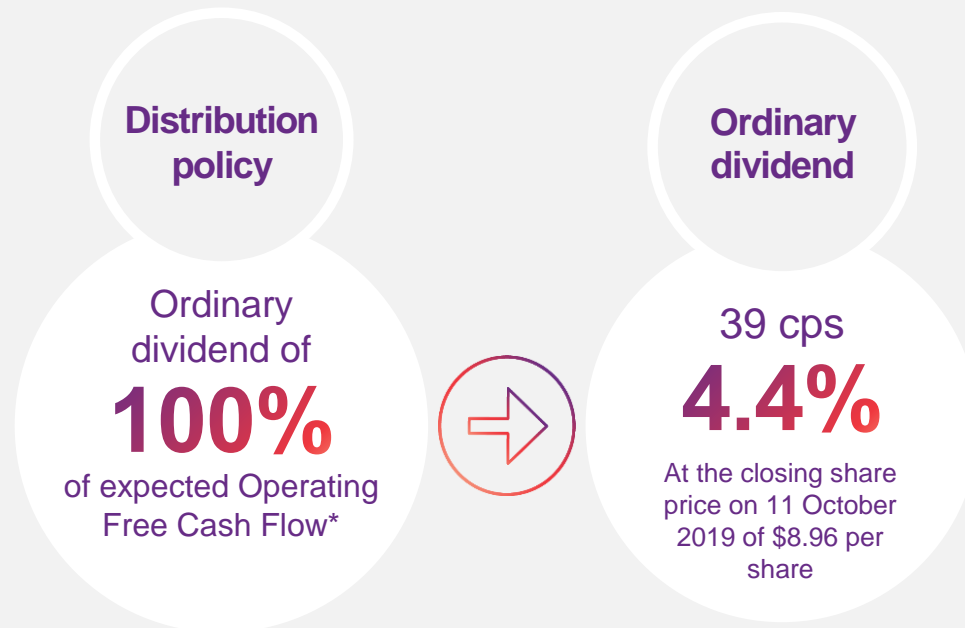 Distribution
policy
Ordinary
dividend of
100%
of expected Operating
Free Cash Flow*
Ordinary
dividend
39 cps
4.4%
At the closing share
price on 11 October
2019 of $8.96 per
share